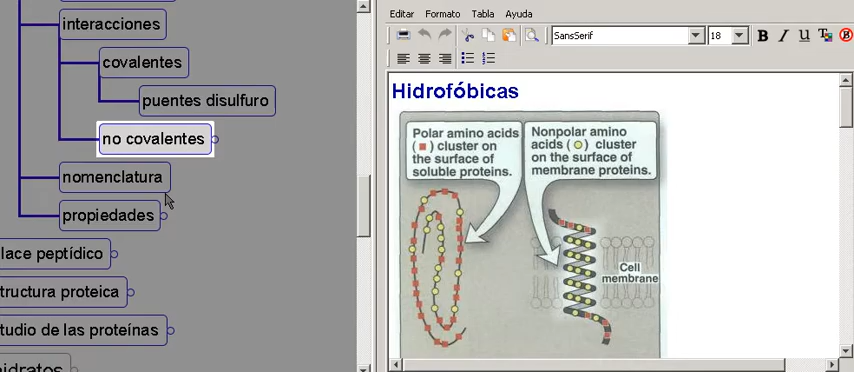 interacciones
covalentes
puentes disulfuro
no covalentes
nomenclatura
propiedades
lace peptídico
tructura proteica
tudio de las proteínas
hidratos
Editar Formato Tabla Ayuda
SansSerif 18 B I U
Hidrofóbicas
Polar amino acids
( ) cluster on
the surface of
soluble proteins.
Nonpolar amino
acids ( ) cluster
on the surface of
membrane proteins.
Cell
membrane